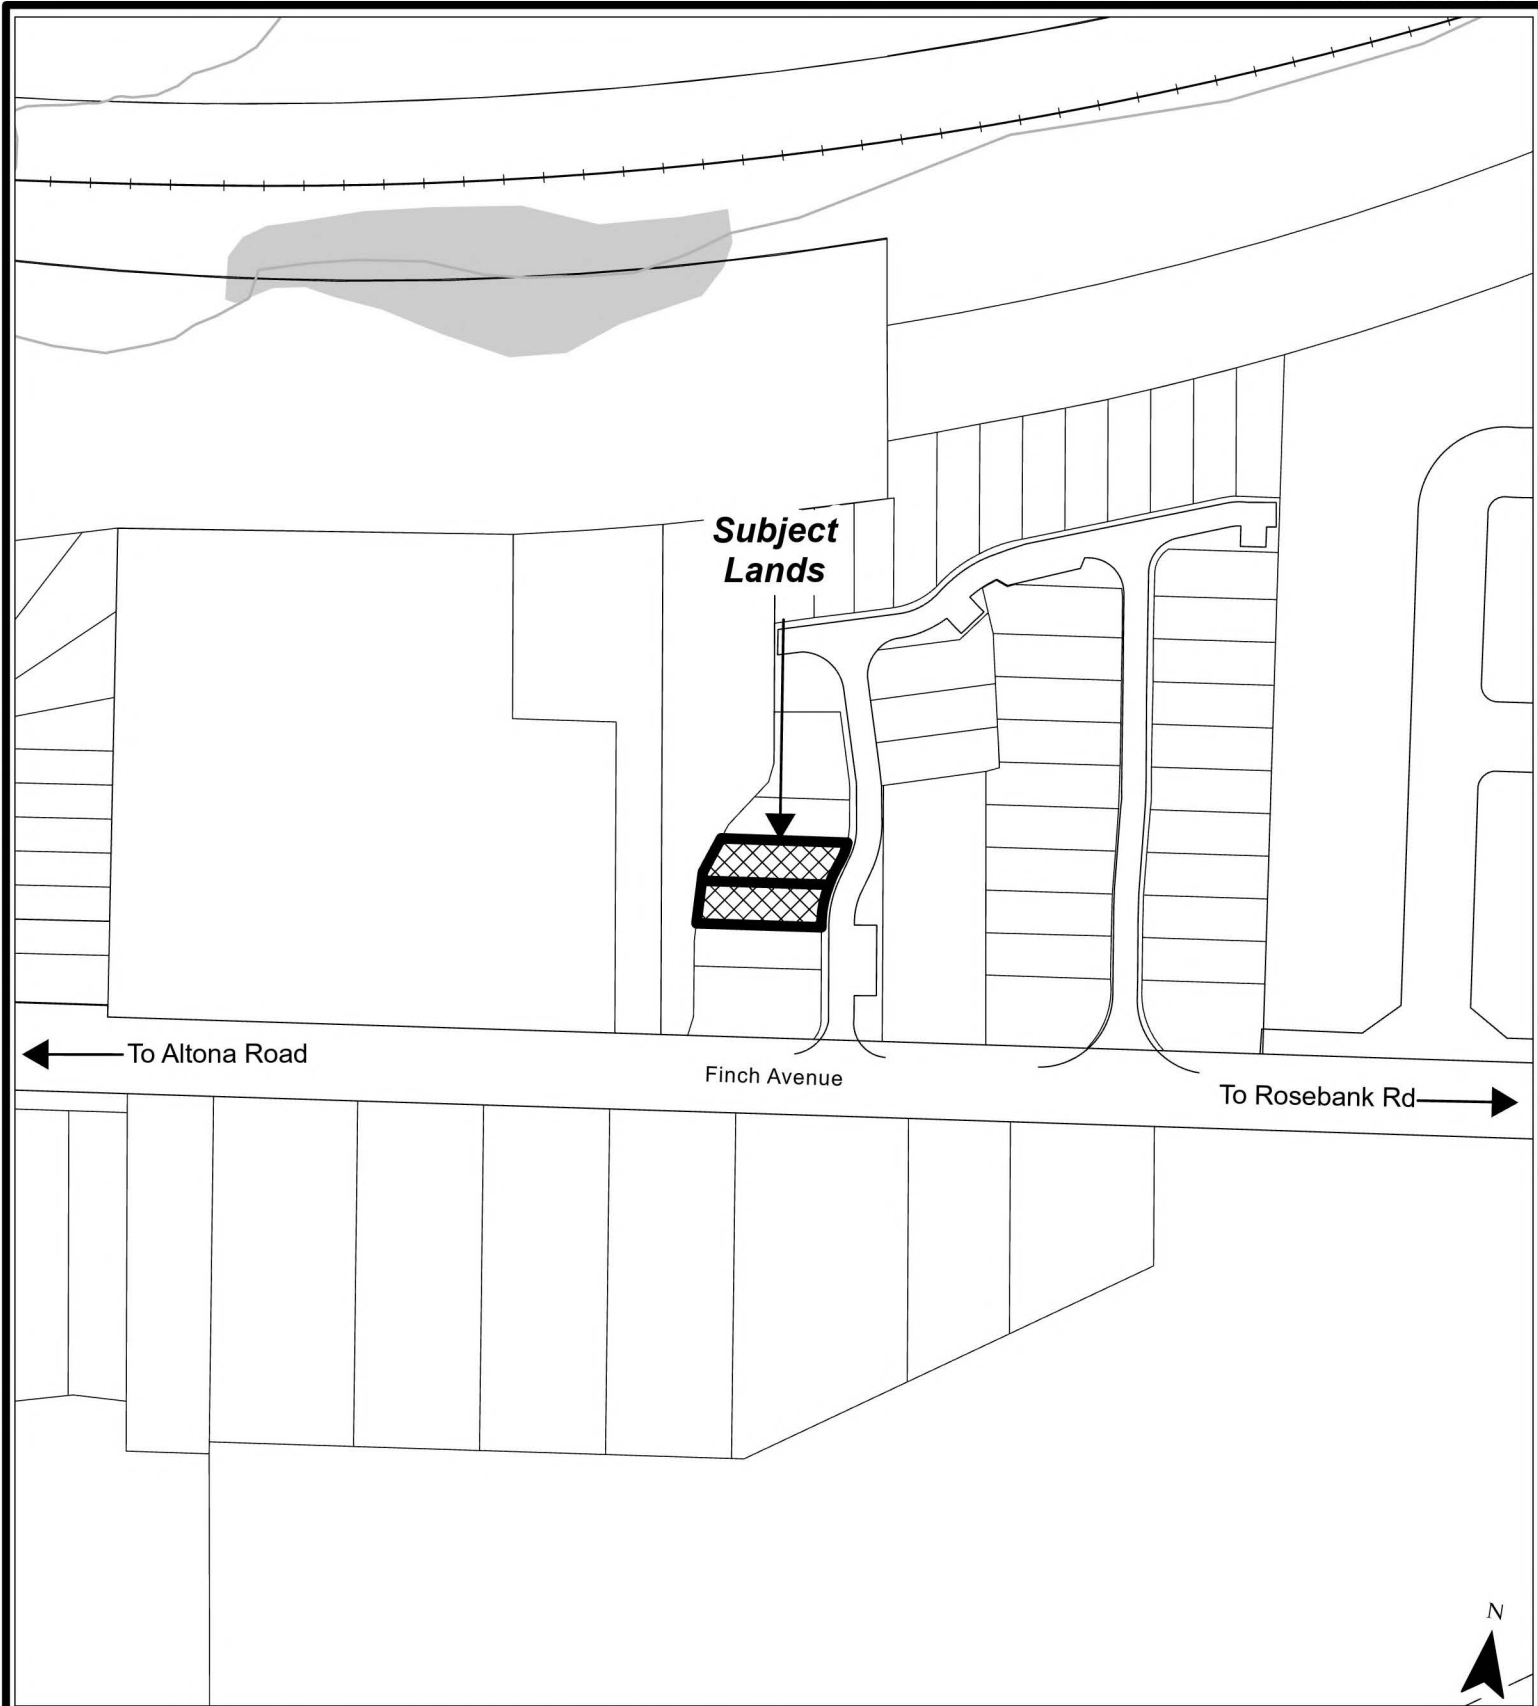 Subject
Lands
To Altona Road
Finch Avenue
To Rosebank Rd
N